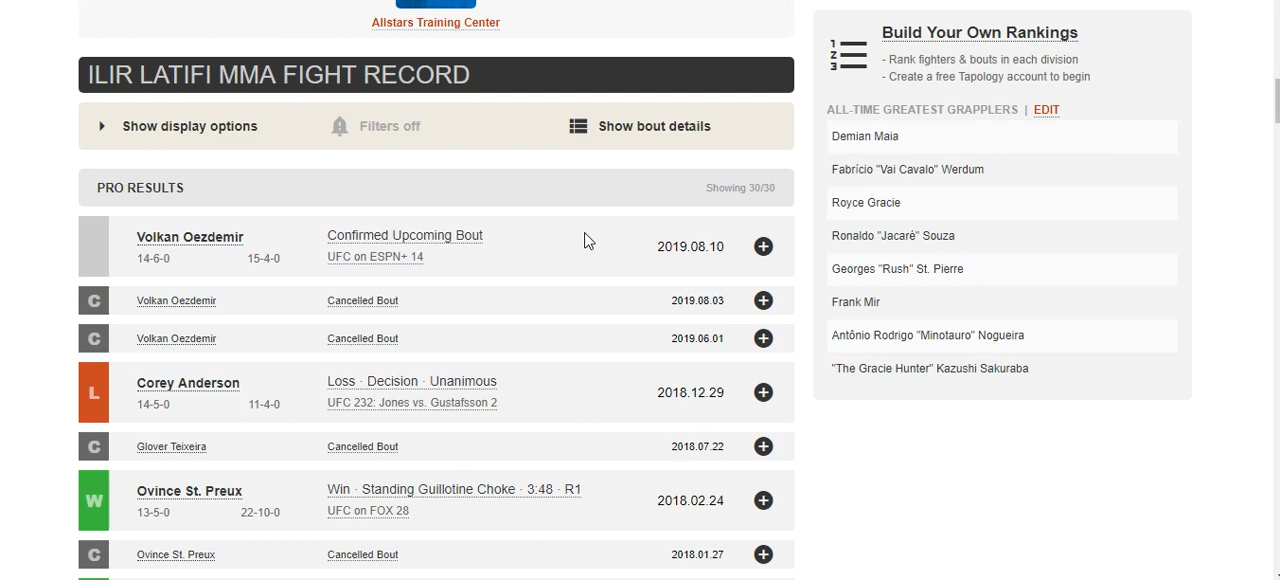 Allstars Training Center
ILIR LATIFI MMA FIGHT RECORD
Show display options
Filters off
Show bout details
PRO RESULTS
Showing 30/30
Volkan Oezdemir
Confirmed Upcoming Bout
14-6-0
15-4-0
UFC on ESPN+ 14
2019.08.10
C
Volkan Oezdemir
Cancelled Bout
2019.08.03
C
Volkan Oezdemir
Cancelled Bout
2019.06.01
L
Corey Anderson
Loss · Decision · Unanimous
14-5-0
11-4-0
UFC 232: Jones vs. Gustafsson 2
2018.12.29
C
Glover Teixeira
Cancelled Bout
2018.07.22
W
Ovince St. Preux
Win · Standing Guillotine Choke · 3:48 · R1
13-5-0
22-10-0
UFC on FOX 28
2018.02.24
C
Ovince St. Preux
Cancelled Bout
2018.01.27
1
2
3
Build Your Own Rankings
- Rank fighters & bouts in each division
- Create a free Tapology account to begin
ALL-TIME GREATEST GRAPPLERS | EDIT
Demian Maia
Fabrício "Vai Cavalo" Werdum
Royce Gracie
Ronaldo "Jacaré" Souza
Georges "Rush" St. Pierre
Frank Mir
Antônio Rodrigo "Minotauro" Nogueira
"The Gracie Hunter" Kazushi Sakuraba